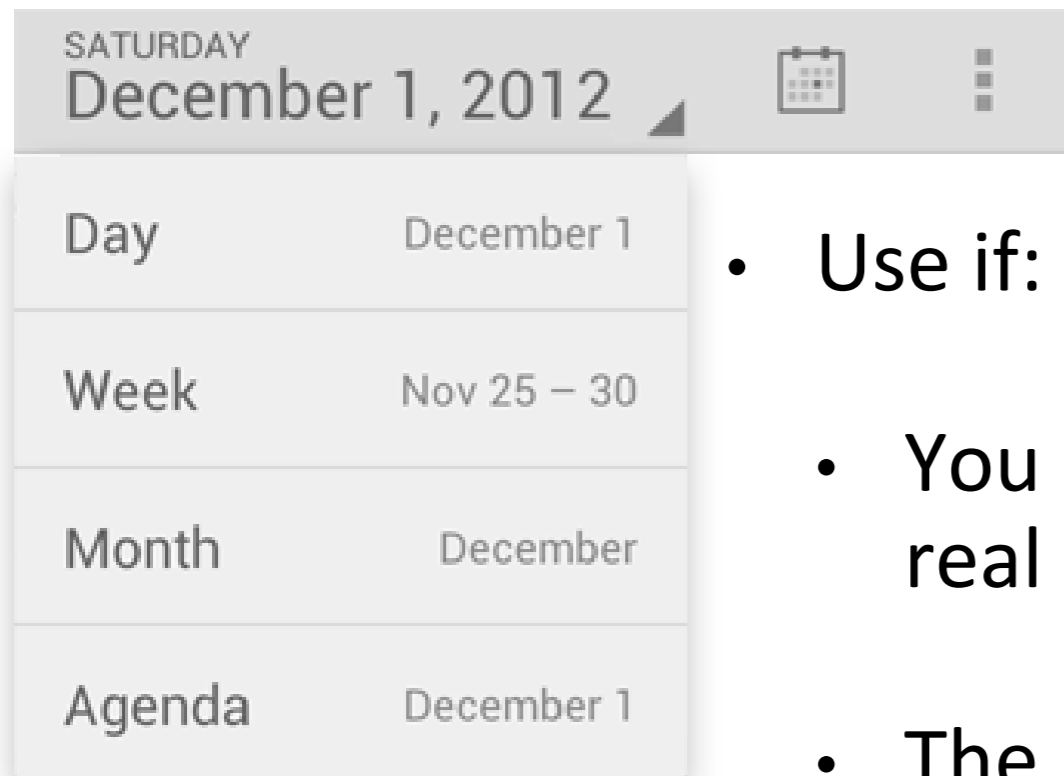 SATURDAY
December 1, 2012
Day December 1
Week Nov 25 – 30
Month December
Agenda December 1
• Use if:
• You
real
• The